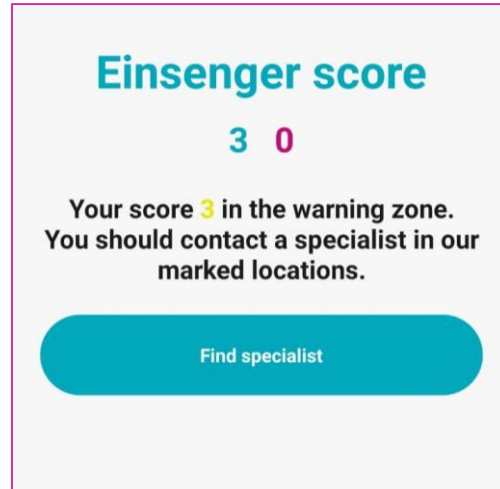 Einsenger score
3 0
Your score 3 in the warning zone.
You should contact a specialist in our
marked locations.
Find specialist